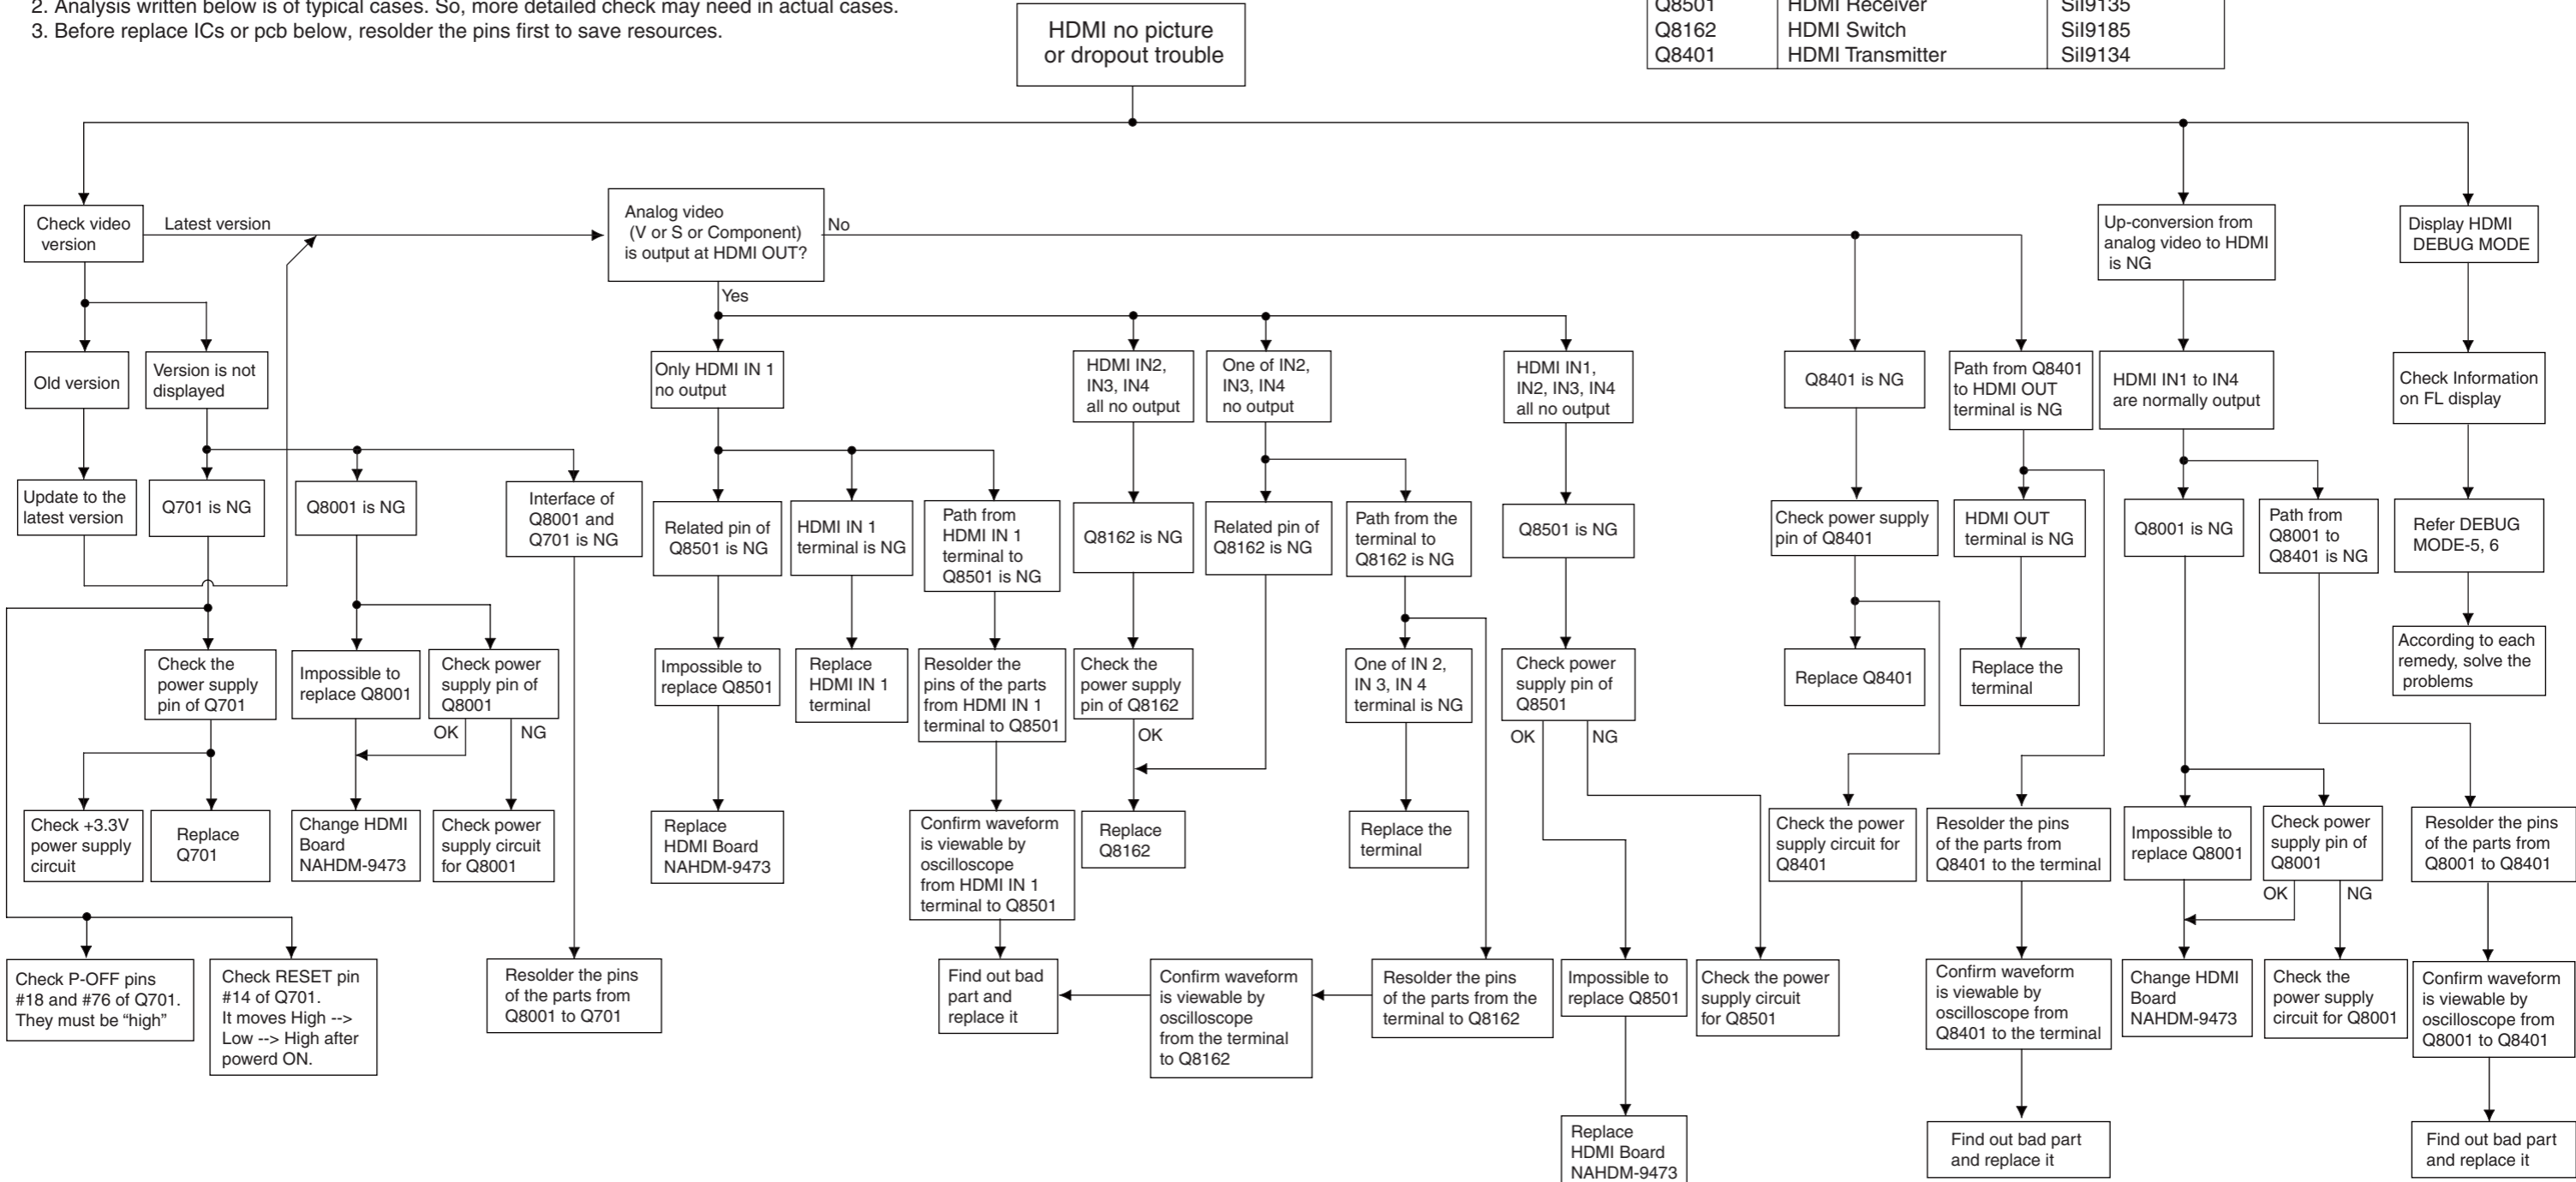 2. Analysis written below is of typical cases. So, more detailed check may need in actual cases.
3. Before replace ICs or pcb below, resolder the pins first to save resources.
HDMI no picture
or dropout trouble
Q8501 HDMI Receiver SiI9135
Q8162 HDMI Switch SiI9185
Q8401 HDMI Transmitter SiI9134
Check video
version
Latest version
Analog video
(V or S or Component)
is output at HDMI OUT?
No
Yes
Up-conversion from
analog video to HDMI
is NG
Display HDMI
DEBUG MODE
Old version
Version is not
displayed
Only HDMI IN 1
no output
HDMI IN2,
IN3, IN4
all no output
One of IN2,
IN3, IN4
no output
HDMI IN1,
IN2, IN3, IN4
all no output
Q8401 is NG
Path from Q8401
to HDMI OUT
terminal is NG
HDMI IN1 to IN4
are normally output
Check Information
on FL display
Update to the
latest version
Q701 is NG
Q8001 is NG
Interface of
Q8001 and
Q701 is NG
Related pin of
Q8501 is NG
HDMI IN 1
terminal is NG
Path from
HDMI IN 1
terminal to
Q8501 is NG
Q8162 is NG
Related pin of
Q8162 is NG
Path from the
terminal to
Q8162 is NG
Q8501 is NG
Check power supply
pin of Q8401
HDMI OUT
terminal is NG
Q8001 is NG
Path from
Q8001 to
Q8401 is NG
Refer DEBUG
MODE-5, 6
Check the
power supply
pin of Q701
Impossible to
replace Q8001
Check power
supply pin of
Q8001
OK
NG
Impossible to
replace Q8501
Replace
HDMI IN 1
terminal
Resolder the
pins of the parts
from HDMI IN 1
terminal to Q8501
Check the
power supply
pin of Q8162
OK
One of IN 2,
IN 3, IN 4
terminal is NG
Check power
supply pin of
Q8501
OK
NG
Replace Q8401
Replace the
terminal
According to each
remedy, solve the
problems
Check +3.3V
power supply
circuit
Replace
Q701
Change HDMI
Board
NAHDM-9473
Check power
supply circuit
for Q8001
Replace
HDMI Board
NAHDM-9473
Confirm waveform
is viewable by
oscilloscope
from HDMI IN 1
terminal to Q8501
Replace
Q8162
Replace the
terminal
Check the power
supply circuit for
Q8401
Resolder the pins
of the parts from
Q8401 to the terminal
Impossible to
replace Q8001
Check power
supply pin of
Q8001
OK
NG
Resolder the pins
of the parts from
Q8001 to Q8401
Check P-OFF pins
#18 and #76 of Q701.
They must be “high”
Check RESET pin
#14 of Q701.
It moves High -->
Low --> High after
powerd ON.
Resolder the pins
of the parts from
Q8001 to Q701
Find out bad
part and
replace it
Confirm waveform
is viewable by
oscilloscope
from the terminal
to Q8162
Resolder the pins
of the parts from the
terminal to Q8162
Impossible to
replace Q8501
Check the power
supply circuit
for Q8501
Confirm waveform
is viewable by
oscilloscope from
Q8401 to the terminal
Change HDMI
Board
NAHDM-9473
Check the
power supply
circuit for Q8001
Confirm waveform
is viewable by
oscilloscope from
Q8001 to Q8401
Replace
HDMI Board
NAHDM-9473
Find out bad part
and replace it
Find out bad part
and replace it